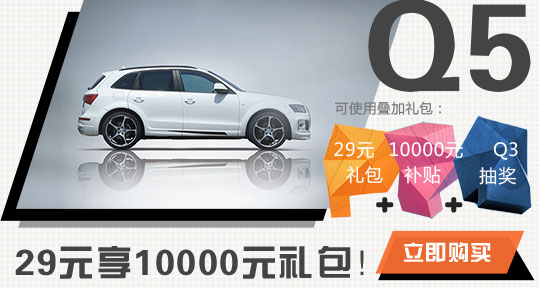 Q5
可使用叠加礼包：
29元
礼包
+
10000元
补贴
+
Q3
抽奖
29元享10000元礼包！
立即购买